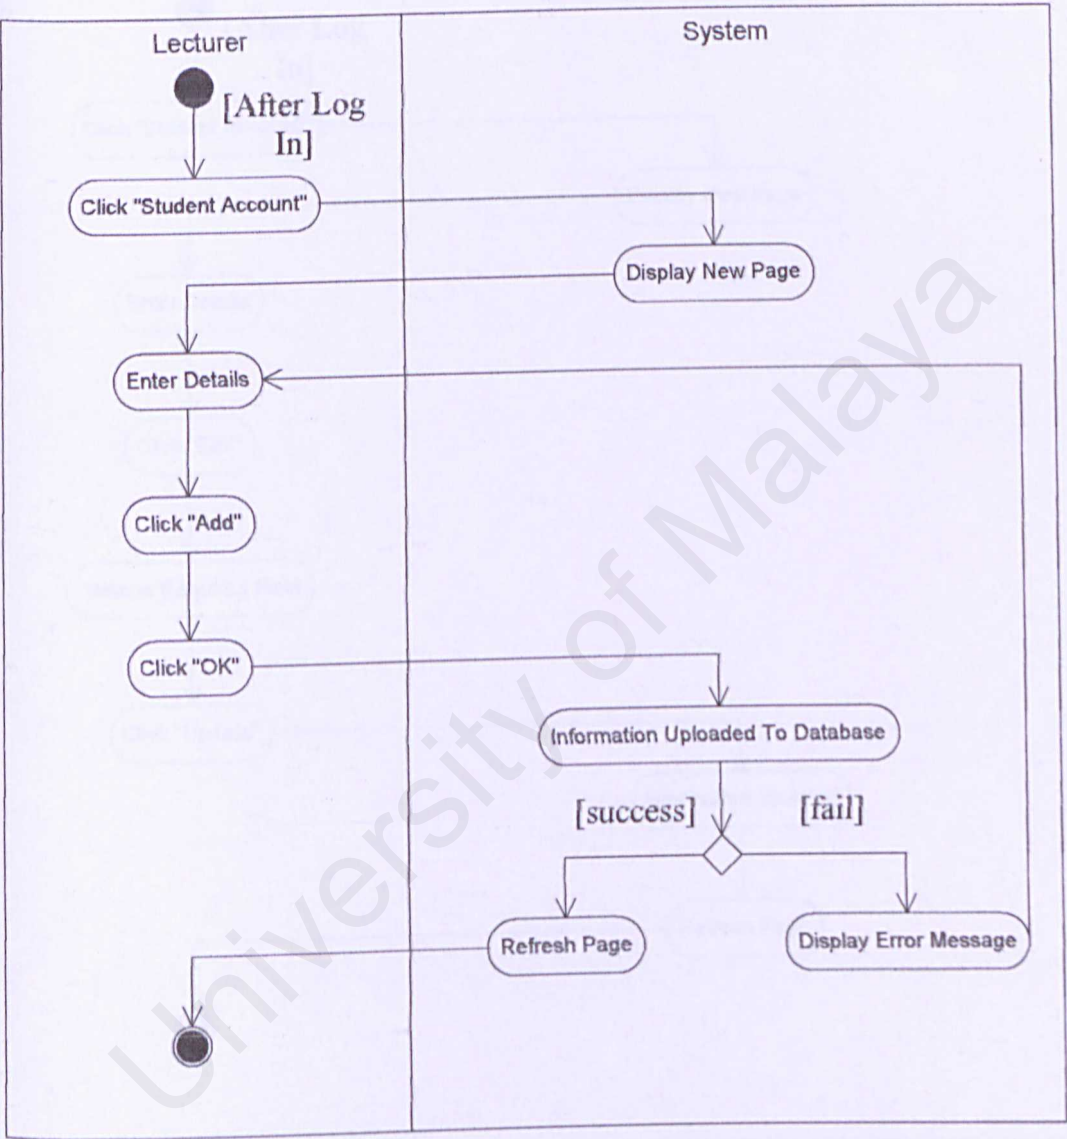 Lecturer
System
[After Log
In]
Click "Student Account"
Display New Page
Enter Details
Click "Add"
Click "OK"
Information Uploaded To Database
[success]
[fail]
Refresh Page
Display Error Message
University of Malaya